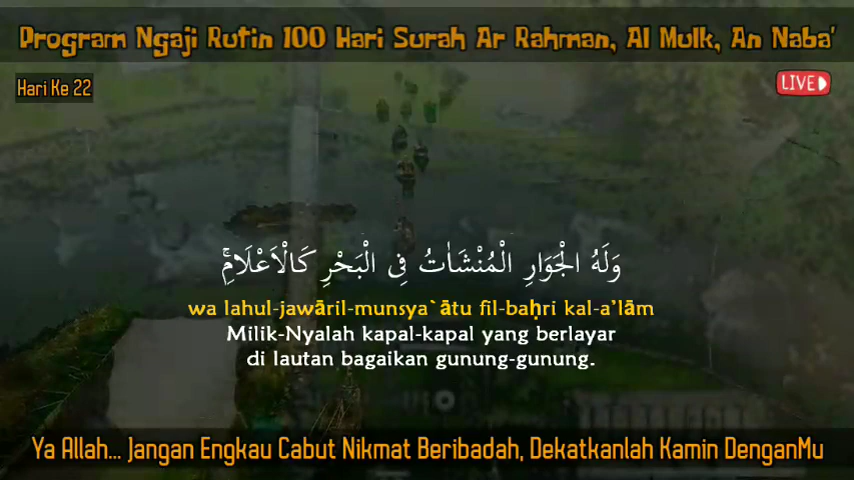 Program Ngaji Rutin 100 Hari Surah Ar Rahman, Al Mulk, An Naba'
Hari Ke 22
LIVE
وَلَهُ الْجَوَارِ الْمُنْشَاٰتُ فِى الْبَحْرِ كَالْاَعْلَامِۚ
wa lahul-jawāril-munsya`ātu fil-baḥri kal-a'lām
Milik-Nyalah kapal-kapal yang berlayar
di lautan bagaikan gunung-gunung.
Ya Allah... Jangan Engkau Cabut Nikmat Beribadah, Dekatkanlah Kamin DenganMu